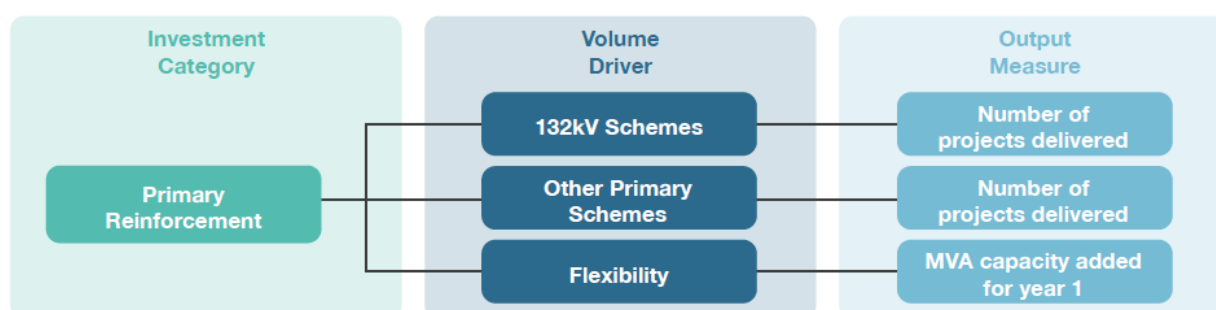 Investment
Category
Volume
Driver
Output
Measure
Primary
Reinforcement
132kV Schemes
Number of
projects delivered
Other Primary
Schemes
Number of
projects delivered
Flexibility
MVA capacity added
for year 1